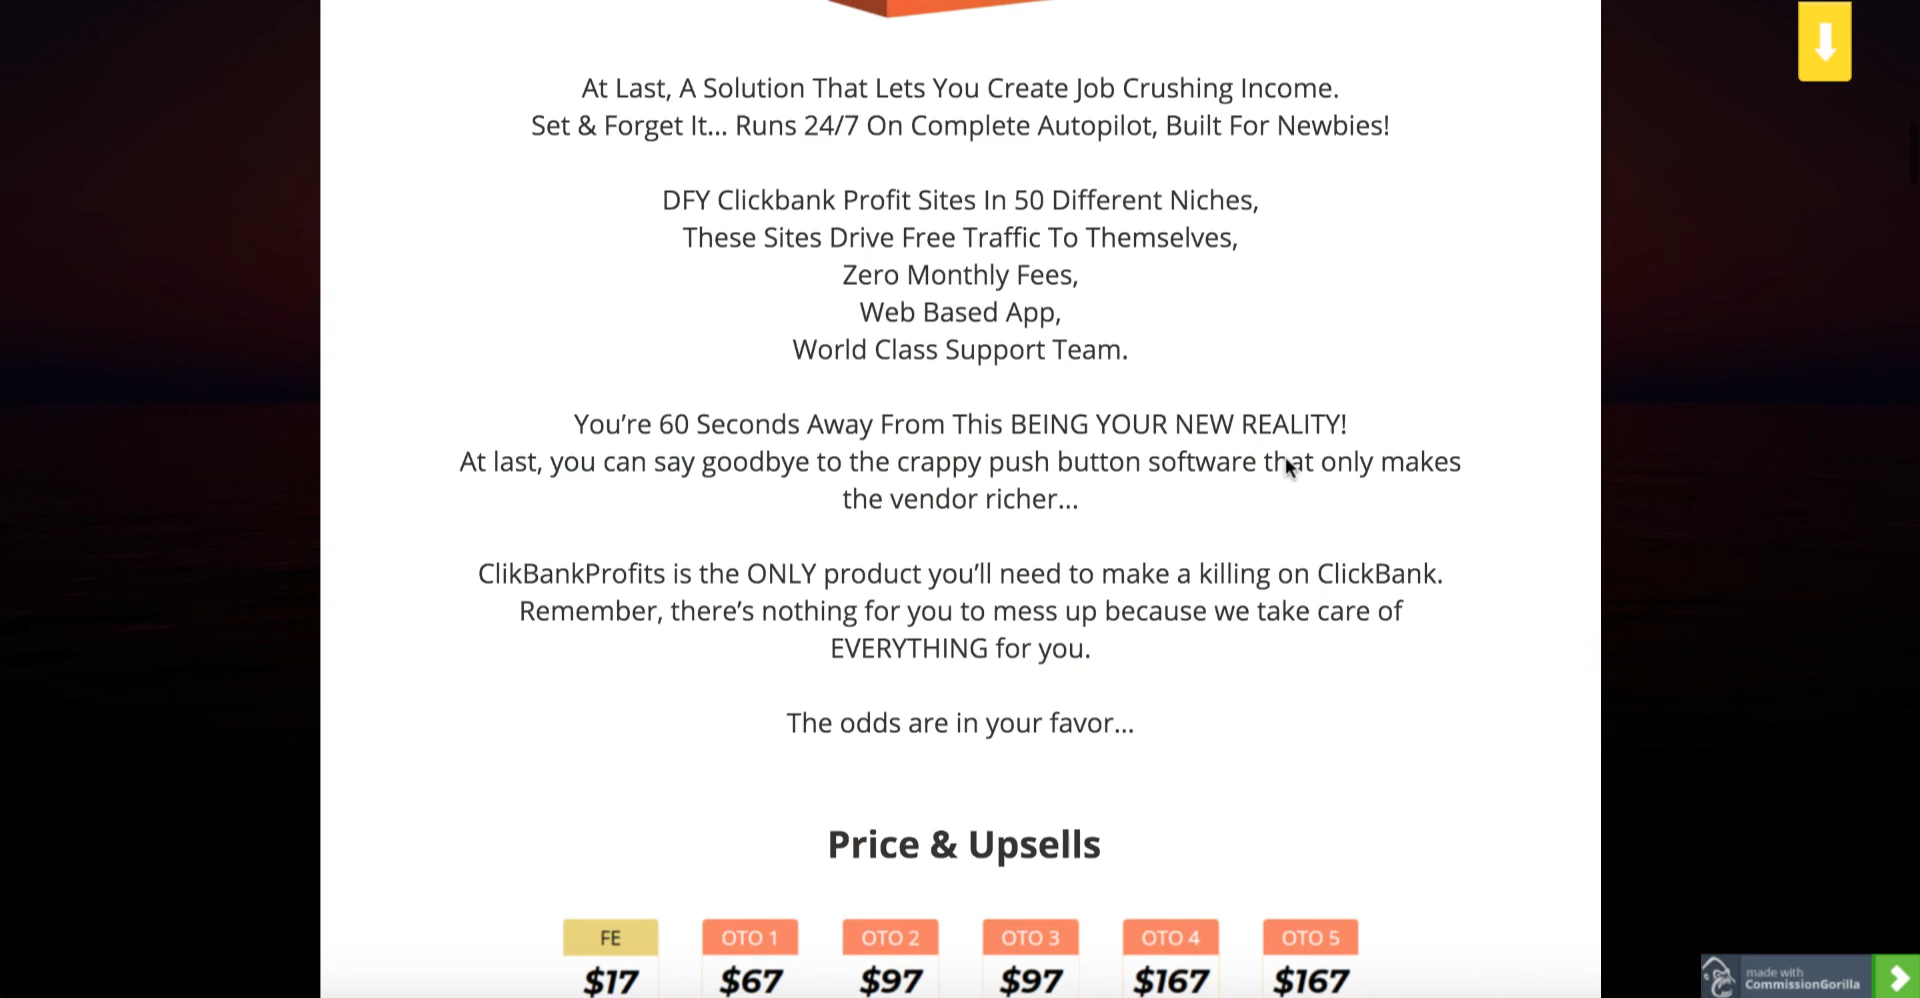 At Last, A Solution That Lets You Create Job Crushing Income.
Set & Forget It... Runs 24/7 On Complete Autopilot, Built For Newbies!
DFY Clickbank Profit Sites In 50 Different Niches,
These Sites Drive Free Traffic To Themselves,
Zero Monthly Fees,
Web Based App,
World Class Support Team.
You’re 60 Seconds Away From This BEING YOUR NEW REALITY!
At last, you can say goodbye to the crappy push button software that only makes
the vendor richer...
ClikBankProfits is the ONLY product you’ll need to make a killing on ClickBank.
Remember, there’s nothing for you to mess up because we take care of
EVERYTHING for you.
The odds are in your favor...
Price & Upsells
FE OTO 1 OTO 2 OTO 3 OTO 4 OTO 5
$17 $67 $97 $97 $167 $167
made with
CommissionGorilla